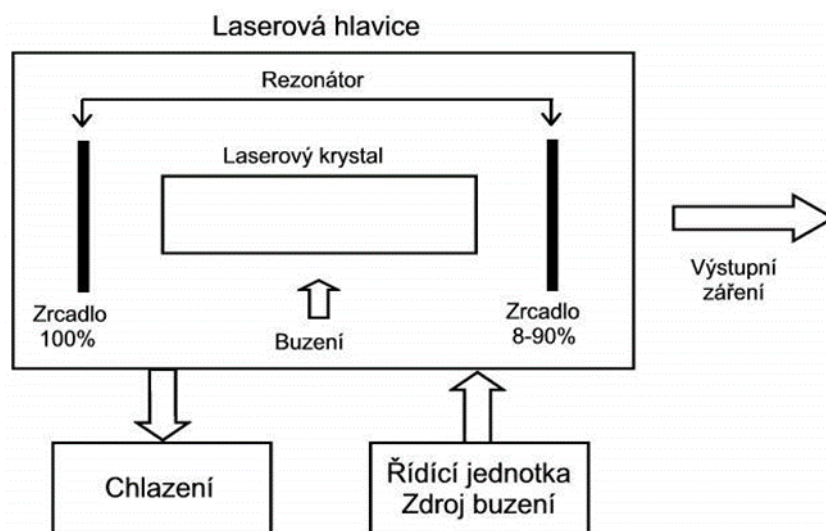 Laserová hlavice
Rezonátor
Laserový krystal
Zrcadlo
100%
Buzení
Zrcadlo
8-90%
Výstupní
záření
Chlazení
Řídící jednotka
Zdroj buzení